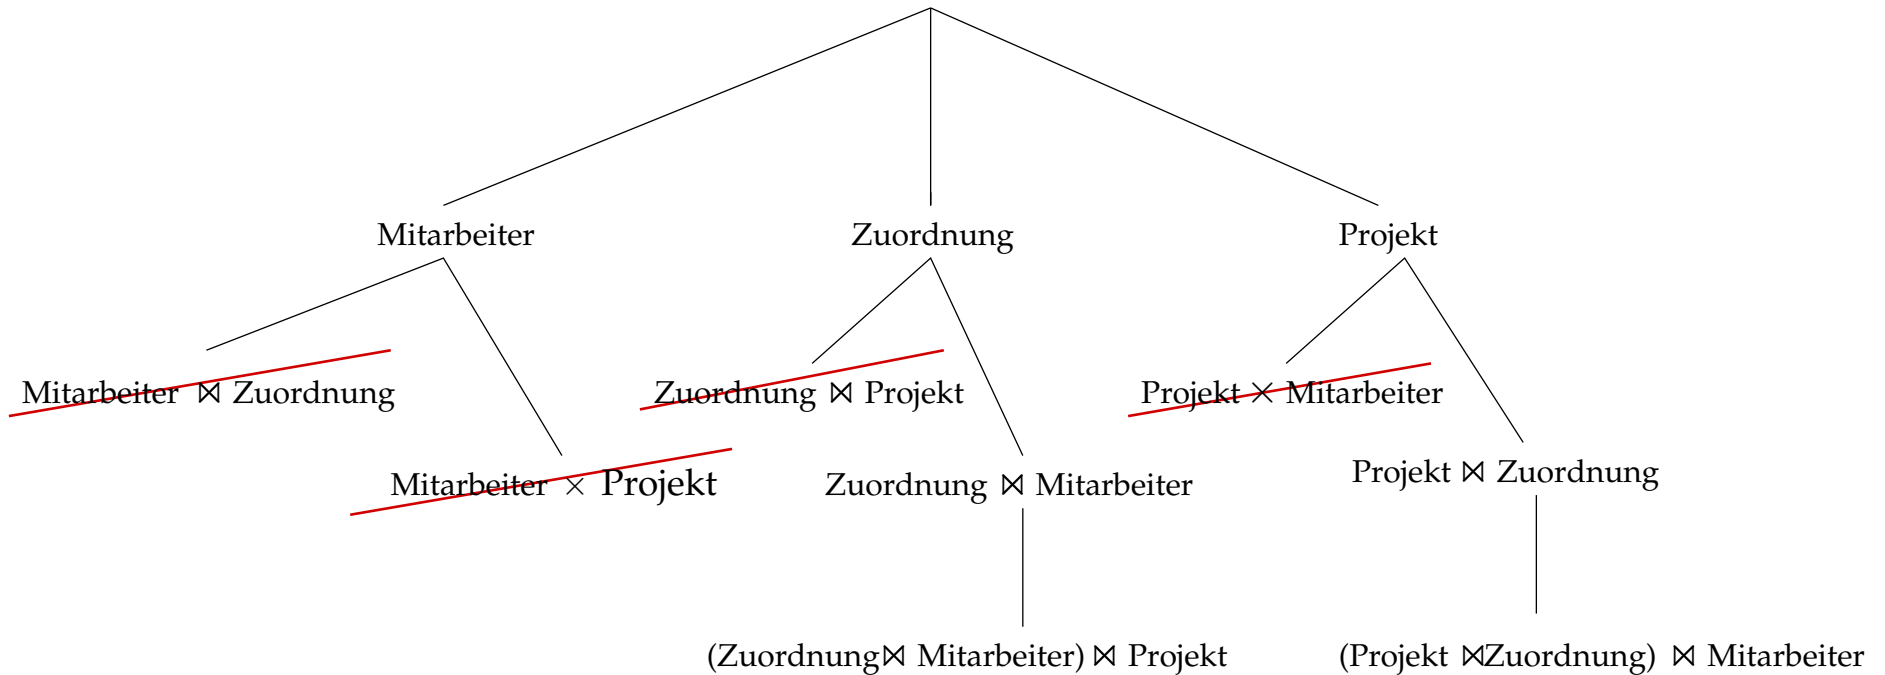 Mitarbeiter
Zuordnung
Projekt
Mitarbeiter ⋈ Zuordnung
Zuordnung ⋈ Projekt
Projekt × Mitarbeiter
Mitarbeiter × Projekt
Zuordnung ⋈ Mitarbeiter
Projekt ⋈ Zuordnung
(Zuordnung⋈ Mitarbeiter) ⋈ Projekt
(Projekt ⋈Zuordnung) ⋈ Mitarbeiter